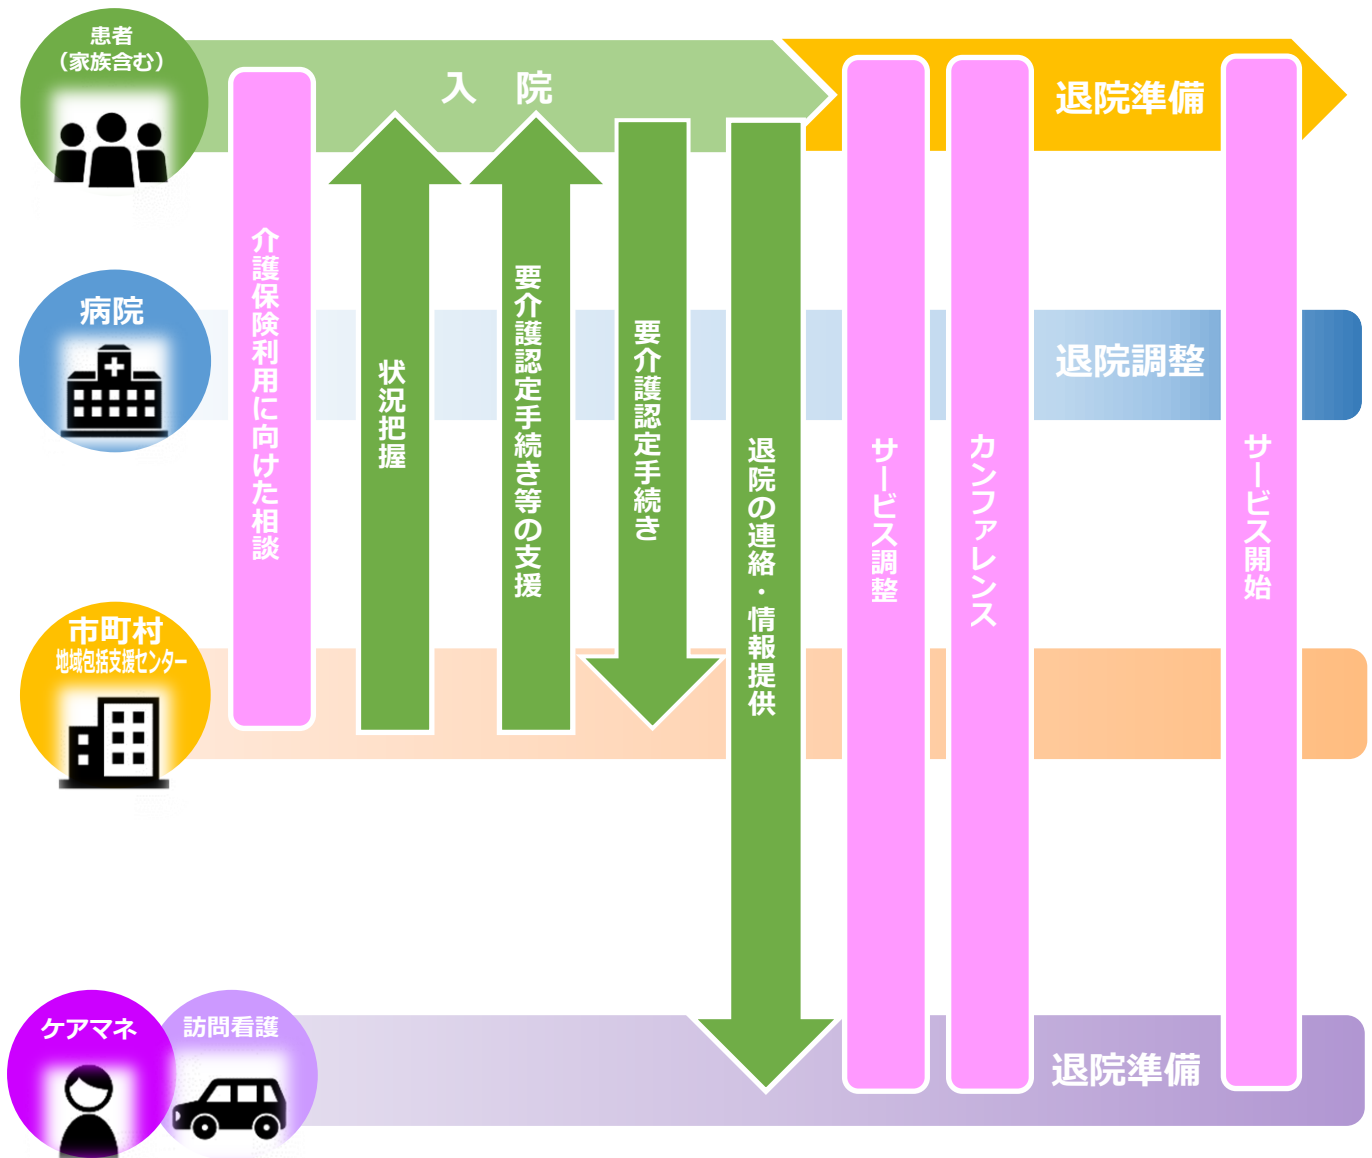 患者
（家族含む）
入　院
退院準備
病院
退院調整
市町村
地域包括支援センター
ケアマネ
訪問看護
退院準備
介護保険利用に向けた相談
状況把握
要介護認定手続き等の支援
要介護認定手続き
退院の連絡・情報提供
サービス調整
カンファレンス
サービス開始